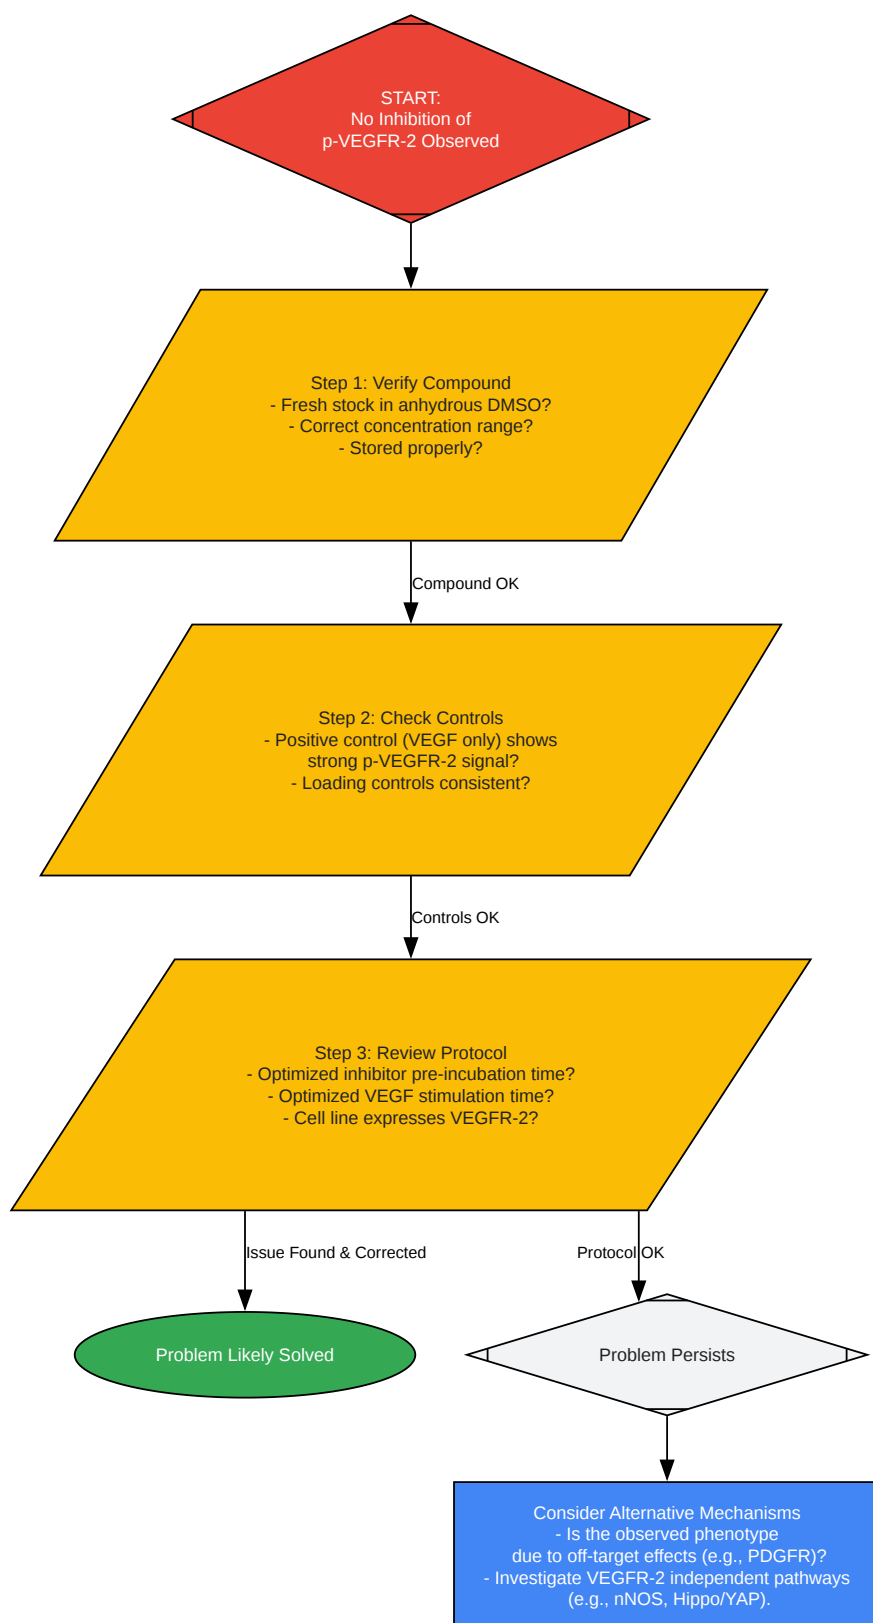 START:
No Inhibition of
p-VEGFR-2 Observed
Step 1: Verify Compound
- Fresh stock in anhydrous DMSO?
- Correct concentration range?
- Stored properly?
Compound OK
Step 2: Check Controls
- Positive control (VEGF only) shows
strong p-VEGFR-2 signal?
- Loading controls consistent?
Controls OK
Step 3: Review Protocol
- Optimized inhibitor pre-incubation time?
- Optimized VEGF stimulation time?
- Cell line expresses VEGFR-2?
Issue Found & Corrected
Protocol OK
Problem Likely Solved
Problem Persists
Consider Alternative Mechanisms
- Is the observed phenotype
due to off-target effects (e.g., PDGFR)?
- Investigate VEGFR-2 independent pathways
(e.g., nNOS, Hippo/YAP).